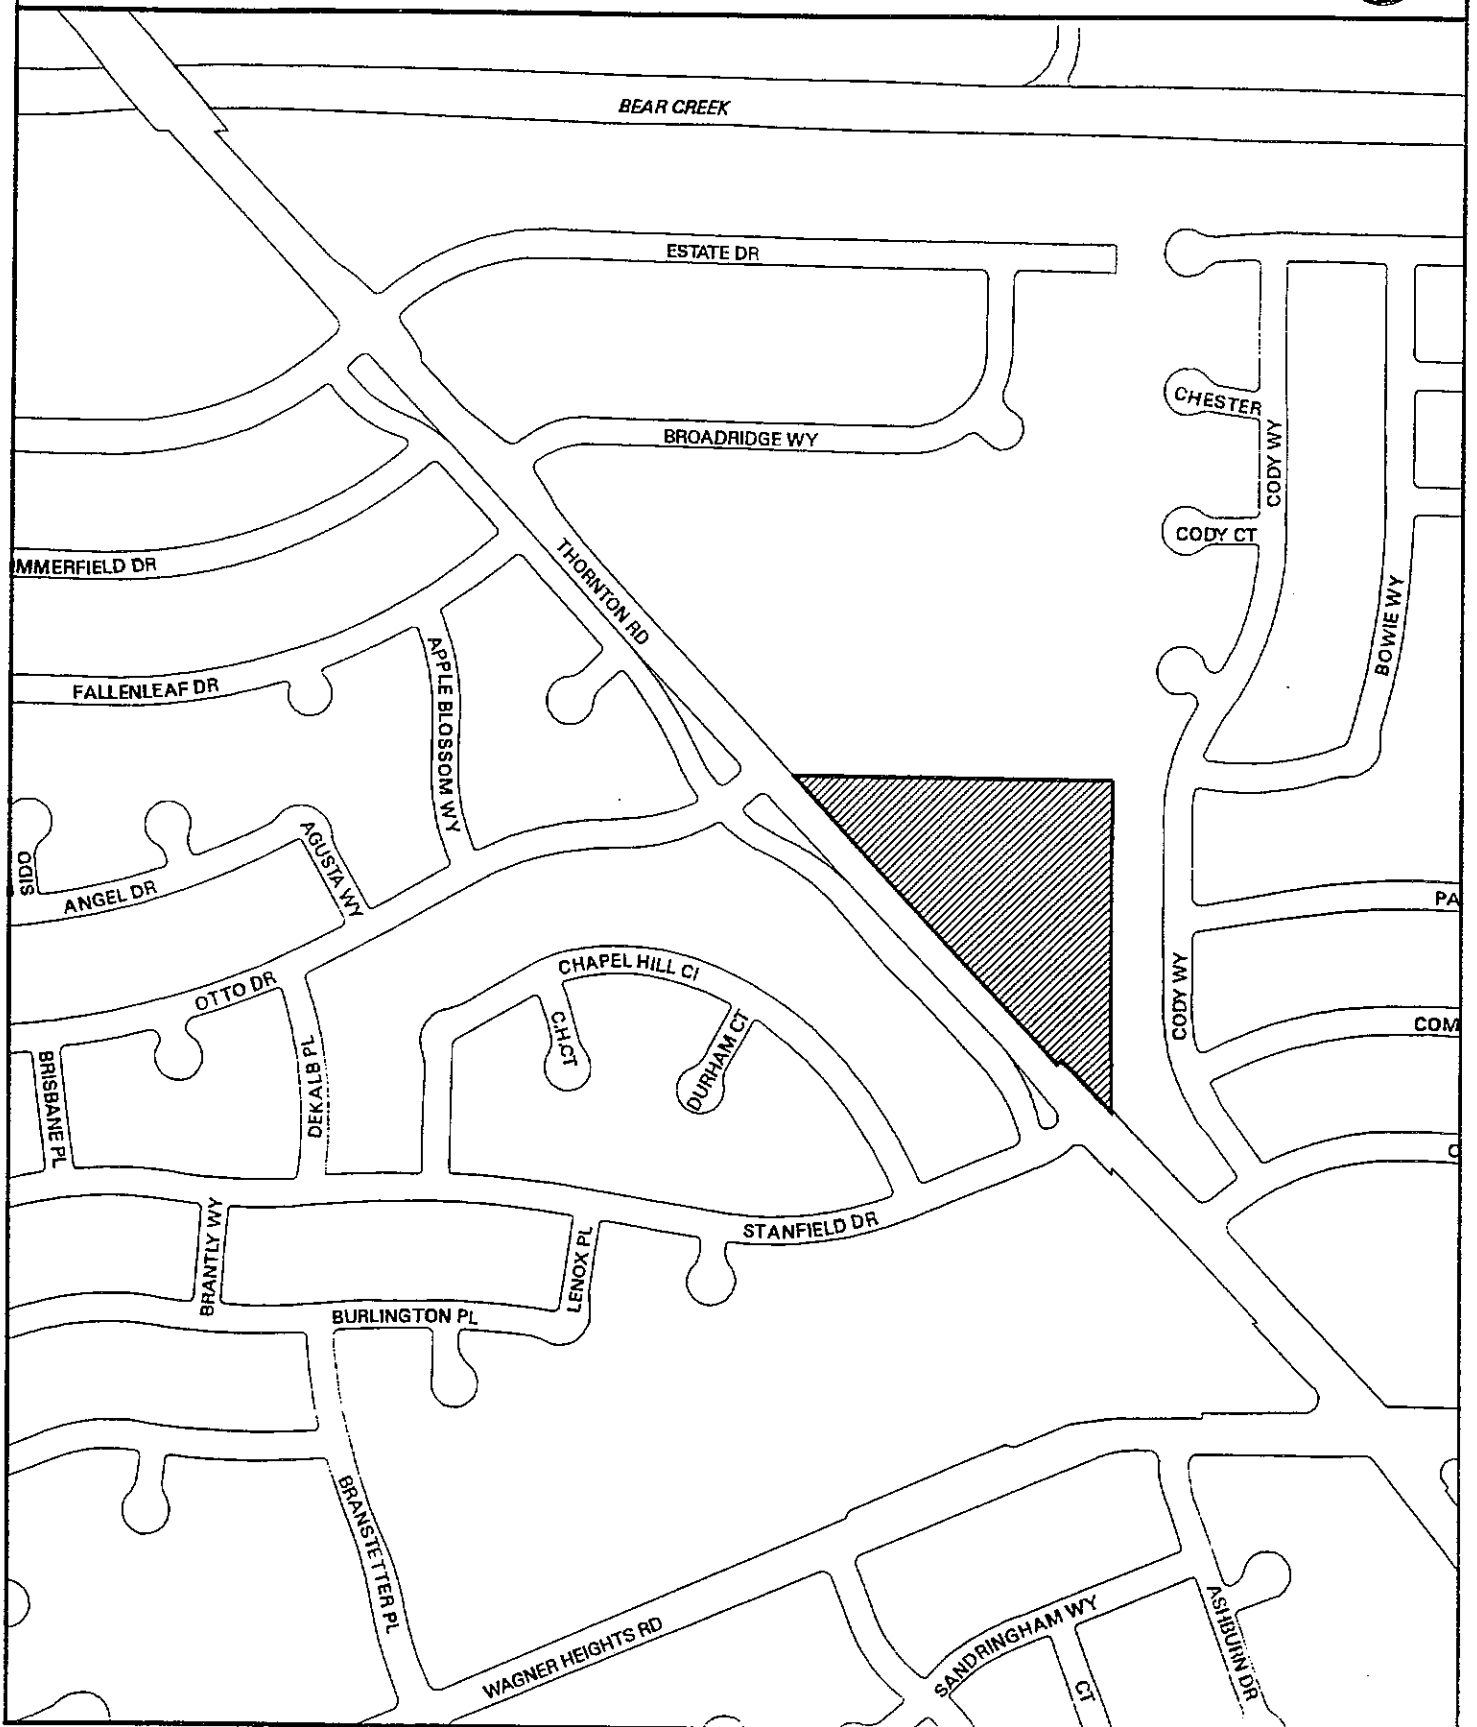 BEAR CREEK
ESTATE DR
CHESTER
BROADRIDGE WY
CODY WY
CODY CT
THORNTON RD
MMERFIELD DR
BOWIE WY
APPLE BLOSSOM WY
FALLENLEAF DR
AGUSTA WY
SIDO
ANGEL DR
PA
CHAPEL HILL CI
OTTO DR
CODY WY
C.H.CT
DURHAM CT
COM
DEKALB PL
BRISBANE PL
C
STANFIELD DR
BRANTLY WY
LENOX PL
BURLINGTON PL
BRANSTETTER PL
WAGNER HEIGHTS RD
SANDRINGHAM WY
ASHBURN DR
CT